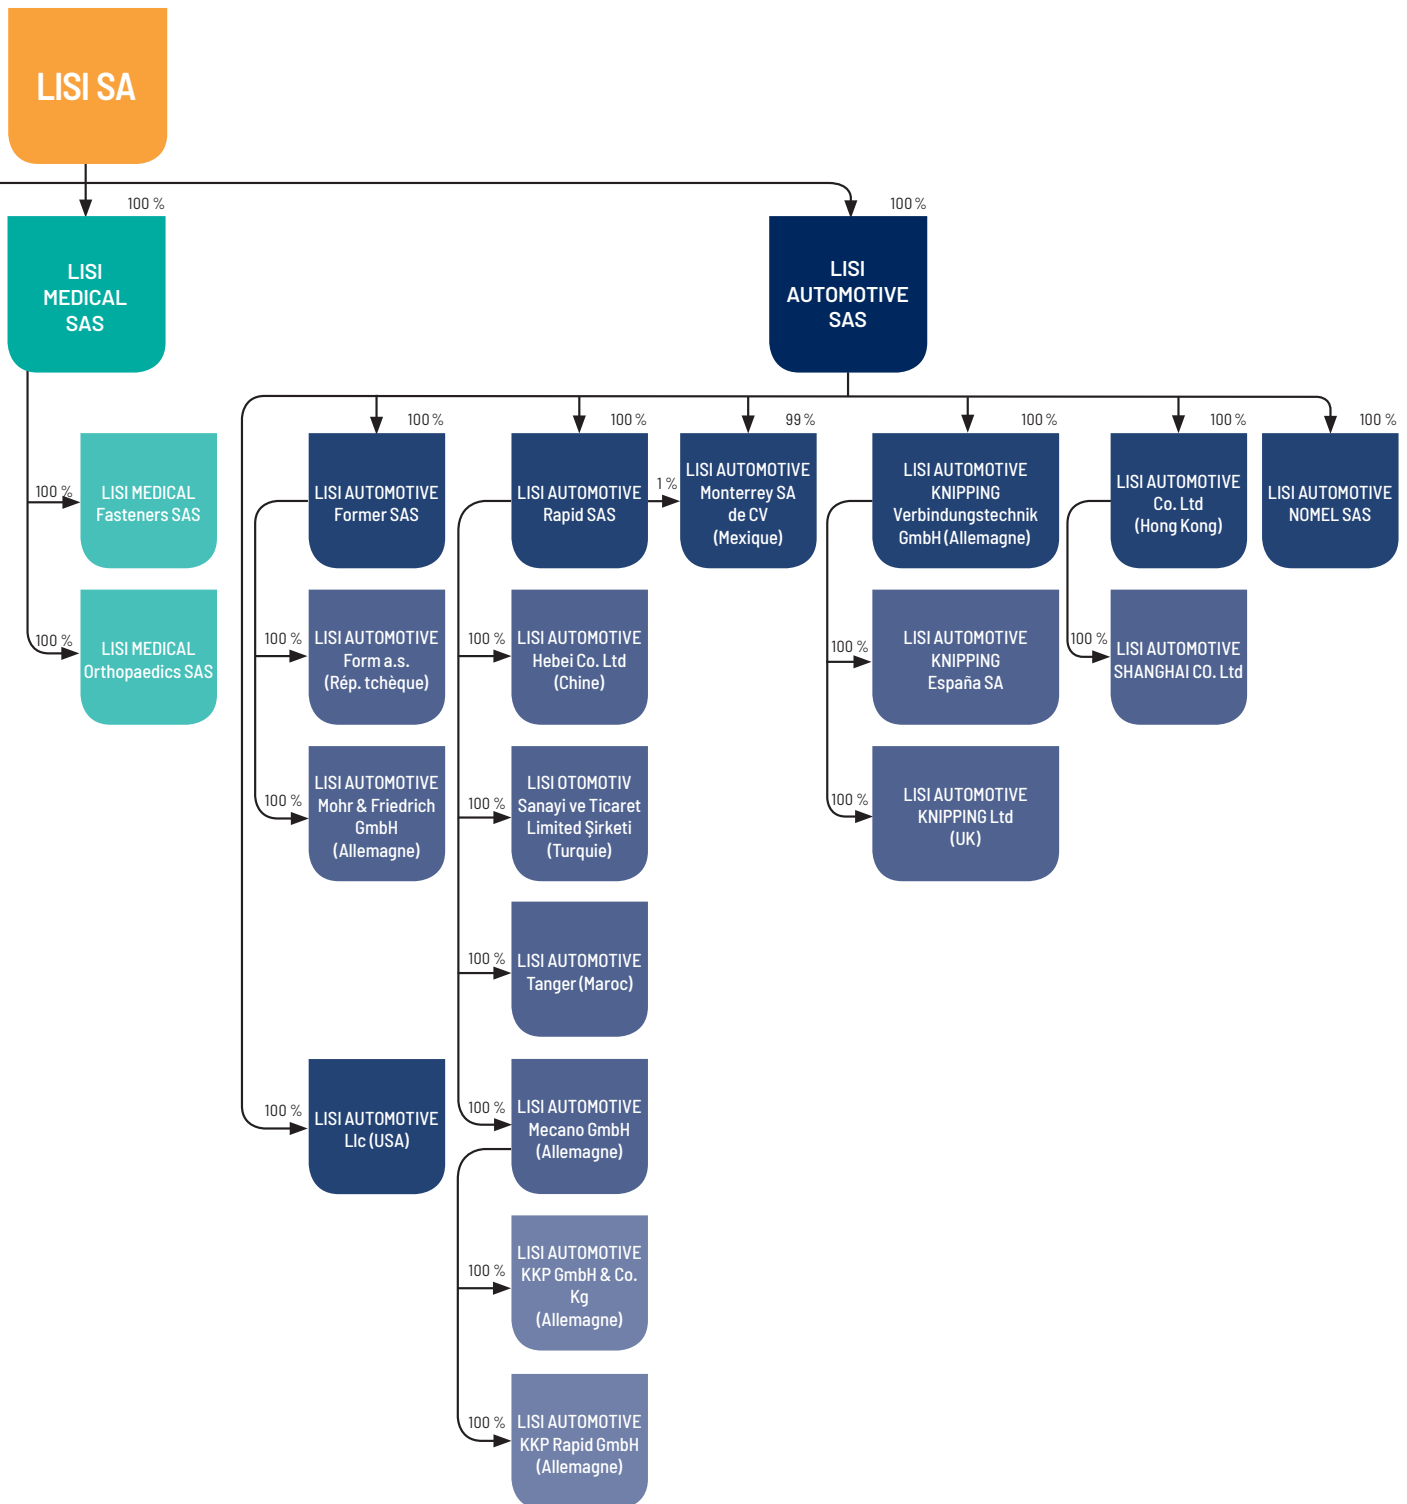 LISI SA
100 %
100 %
LISI
MEDICAL
SAS
LISI
AUTOMOTIVE
SAS
100 %
LISI MEDICAL
Fasteners SAS
100 %
LISI MEDICAL
Orthopaedics SAS
100 %
100 %
99 %
100 %
100 %
100 %
LISI AUTOMOTIVE
Former SAS
LISI AUTOMOTIVE
Rapid SAS
1 %
LISI AUTOMOTIVE
Monterrey SA
de CV
(Mexique)
LISI AUTOMOTIVE
KNIPPING
Verbindungstechnik
GmbH (Allemagne)
LISI AUTOMOTIVE
Co. Ltd
(Hong Kong)
LISI AUTOMOTIVE
NOMEL SAS
100 %
LISI AUTOMOTIVE
Form a.s.
(Rép. tchèque)
100 %
LISI AUTOMOTIVE
Hebei Co. Ltd
(Chine)
100 %
LISI AUTOMOTIVE
KNIPPING
España SA
100 %
LISI AUTOMOTIVE
SHANGHAI CO. Ltd
100 %
LISI AUTOMOTIVE
Mohr & Friedrich
GmbH
(Allemagne)
100 %
LISI OTOMOTIV
Sanayi ve Ticaret
Limited Şirketi
(Turquie)
100 %
LISI AUTOMOTIVE
KNIPPING Ltd
(UK)
100 %
LISI AUTOMOTIVE
Tanger (Maroc)
100 %
LISI AUTOMOTIVE
Llc (USA)
100 %
LISI AUTOMOTIVE
Mecano GmbH
(Allemagne)
100 %
LISI AUTOMOTIVE
KKP GmbH & Co.
Kg
(Allemagne)
100 %
LISI AUTOMOTIVE
KKP Rapid GmbH
(Allemagne)